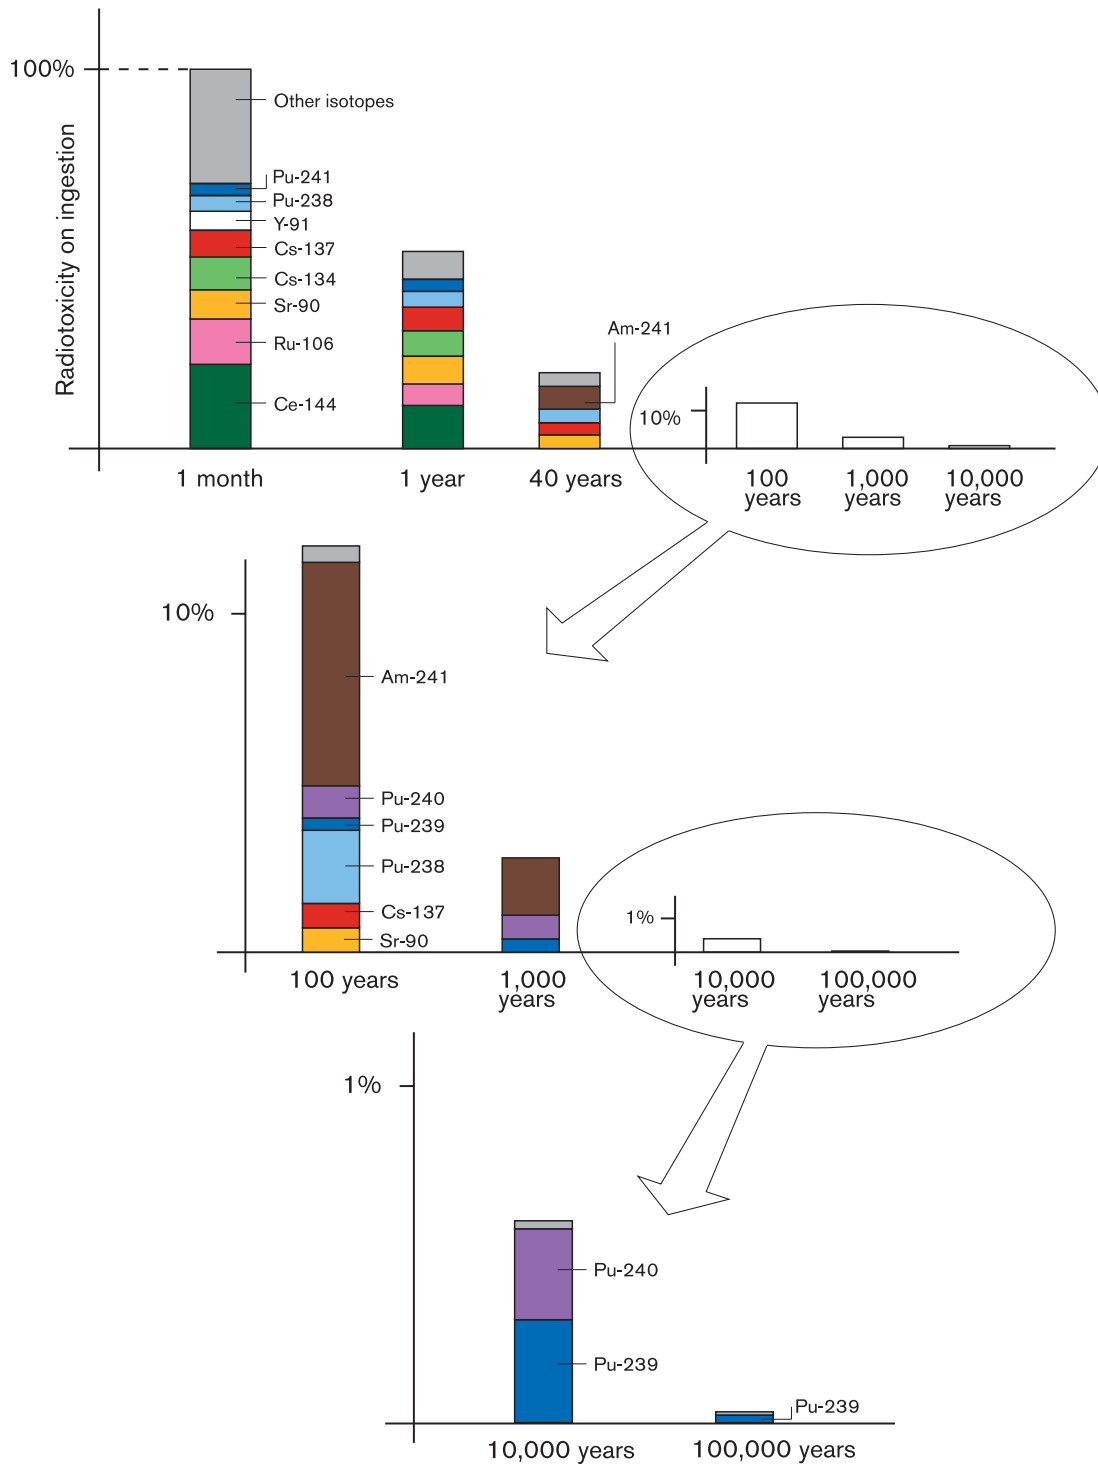 100%
Radiotoxicity on ingestion
Other isotopes
Pu-241
Pu-238
Y-91
Cs-137
Cs-134
Sr-90
Ru-106
Ce-144
Am-241
10%
1 month
1 year
40 years
100
years
1,000
years
10,000
years
10%
Am-241
Pu-240
Pu-239
Pu-238
Cs-137
Sr-90
1%
100 years
1,000
years
10,000
years
100,000
years
1%
Pu-240
Pu-239
Pu-239
10,000 years
100,000 years